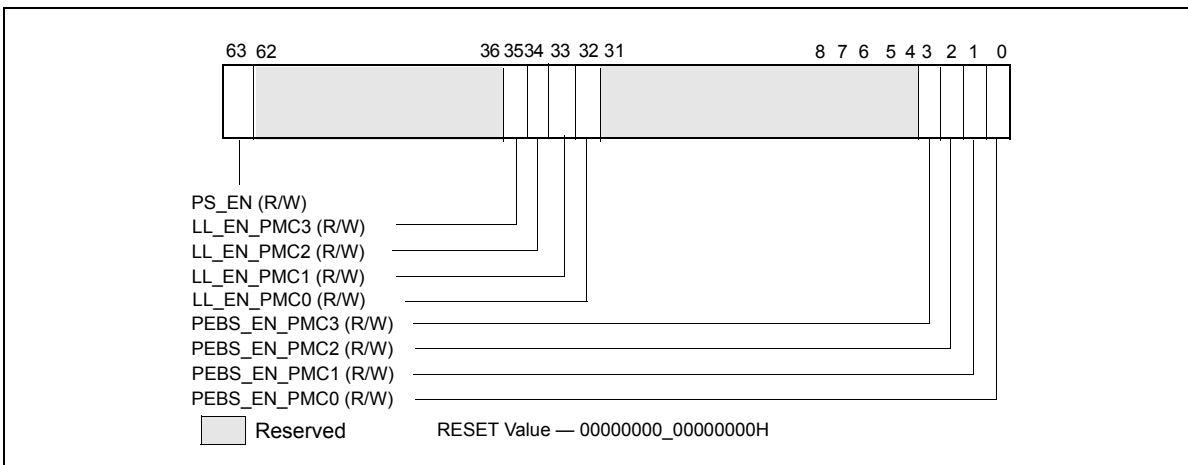 63 62 36 35 34 33 32 31 8 7 6 5 4 3 2 1 0
PS_EN (R/W)
LL_EN_PMC3 (R/W)
LL_EN_PMC2 (R/W)
LL_EN_PMC1 (R/W)
LL_EN_PMC0 (R/W)
PEBS_EN_PMC3 (R/W)
PEBS_EN_PMC2 (R/W)
PEBS_EN_PMC1 (R/W)
PEBS_EN_PMC0 (R/W)
Reserved RESET Value — 00000000_00000000H